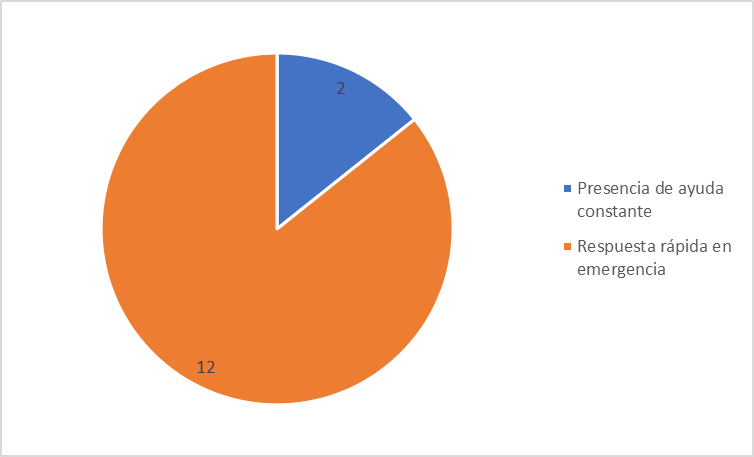 2
12
Presencia de ayuda
constante
Respuesta rápida en
emergencia